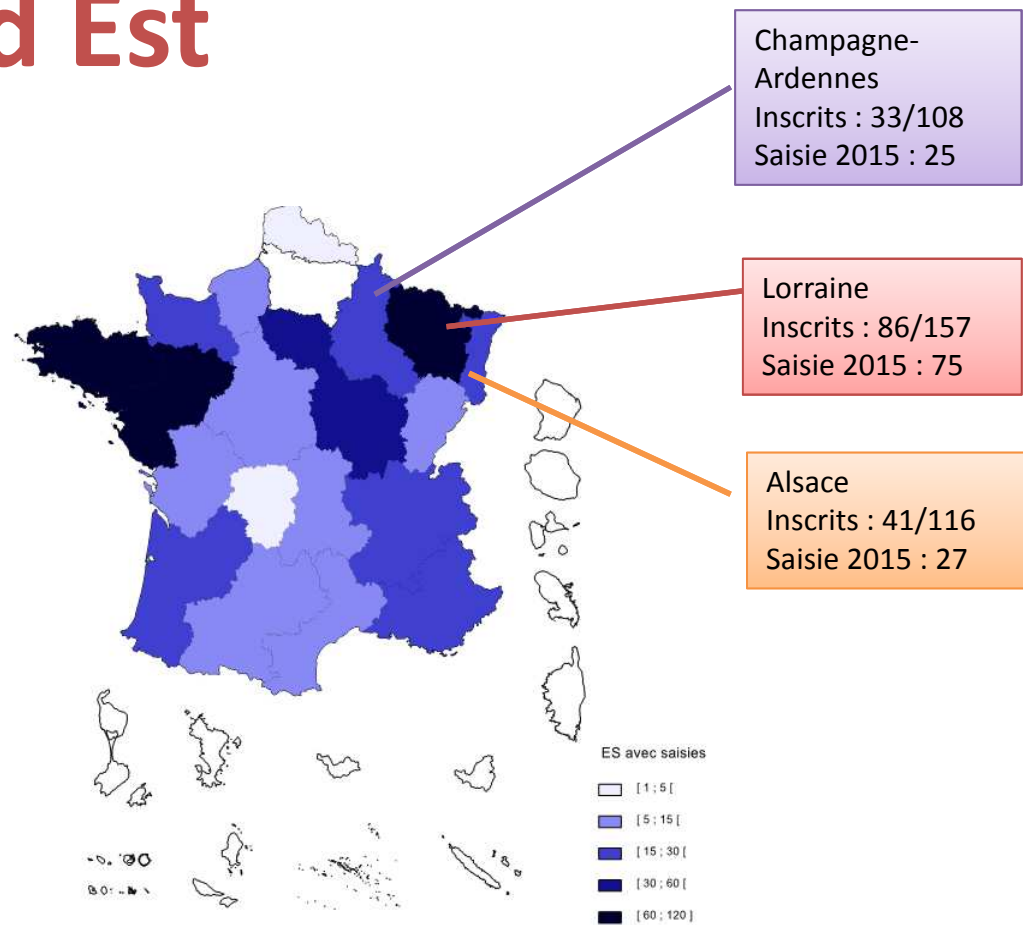 d Est
Champagne-
Ardennes
Inscrits : 33/108
Saisie 2015 : 25
Lorraine
Inscrits : 86/157
Saisie 2015 : 75
Alsace
Inscrits : 41/116
Saisie 2015 : 27
ES avec saisies
[ 1 ; 5 [
[ 5 ; 15 [
[ 15 ; 30 [
[ 30 ; 60 [
[ 60 ; 120 ]